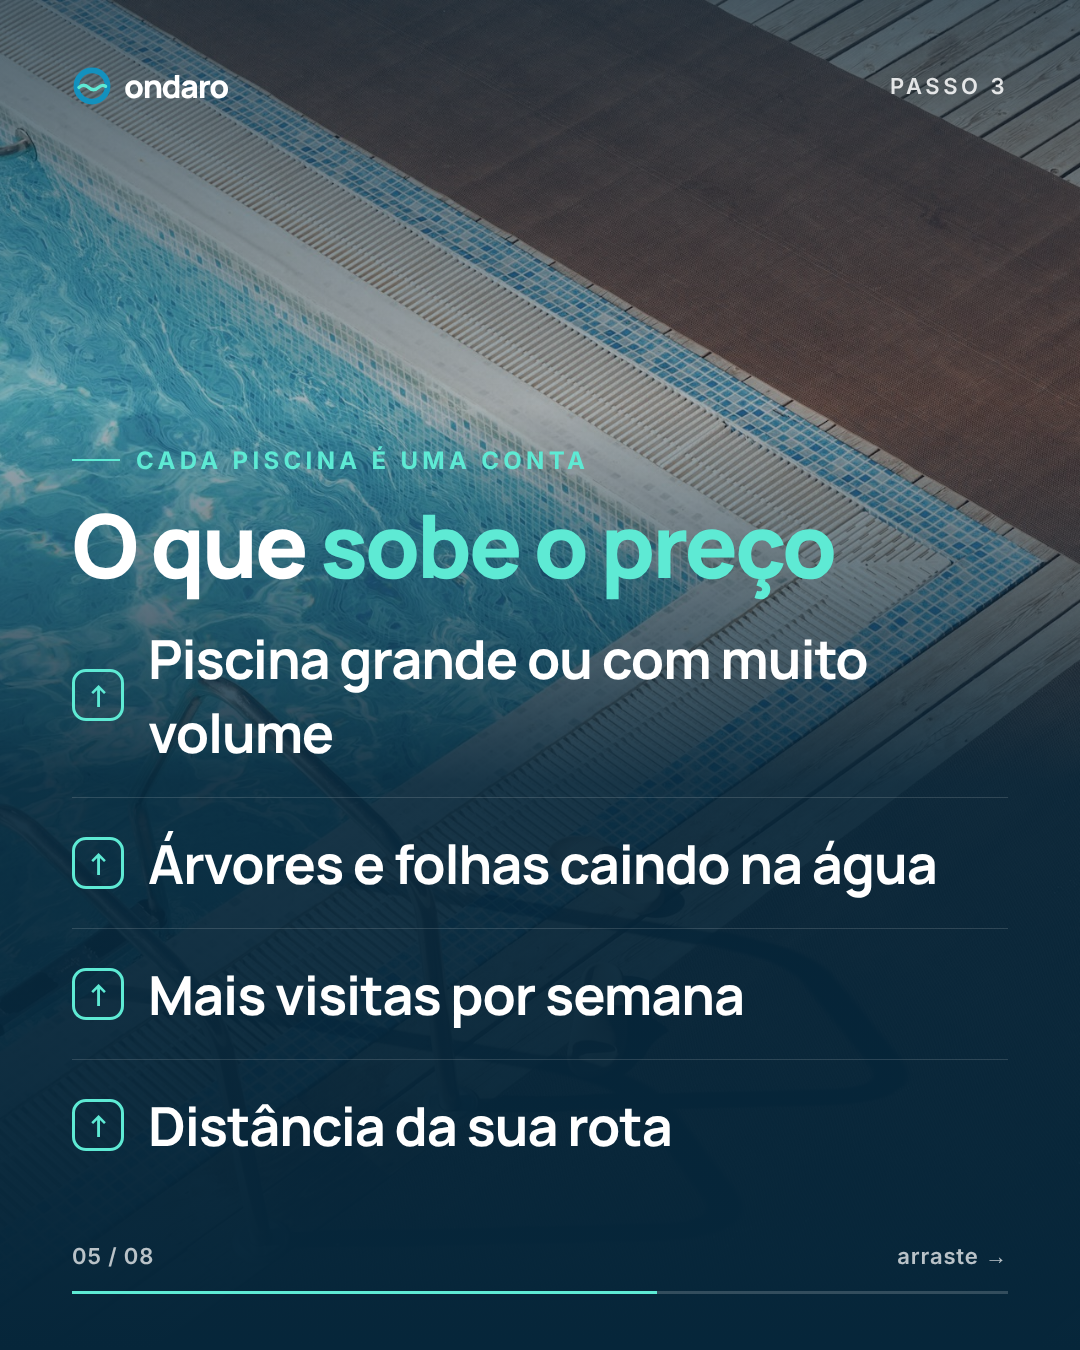 ondaro
PASSO 3
CADA PISCINA É UMA CONTA
O que sobe o preço
↑ Piscina grande ou com muito
volume
↑ Árvores e folhas caindo na água
↑ Mais visitas por semana
↑ Distância da sua rota
05 / 08
arraste →